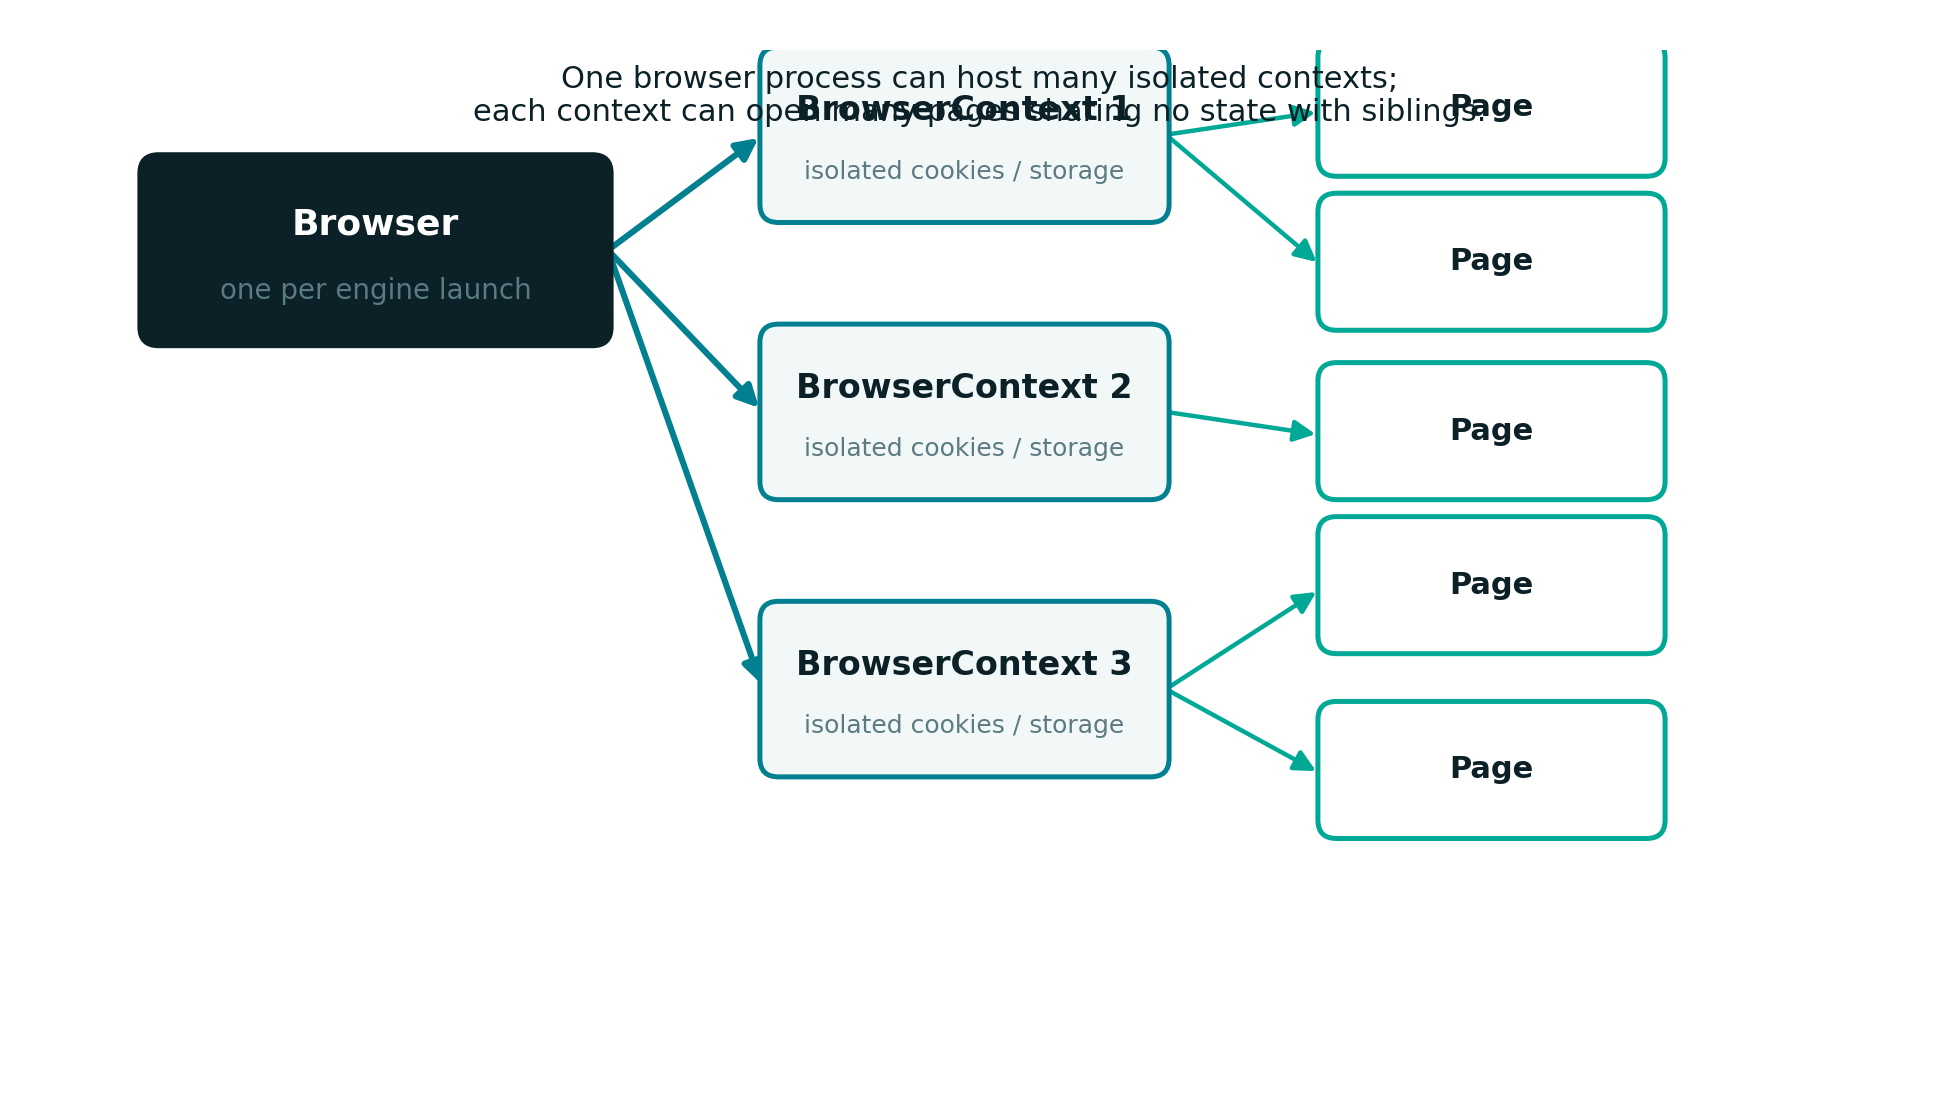 One browser process can host many isolated contexts;
each context can open many pages sharing no state with siblings.
Browser
one per engine launch
BrowserContext 1
isolated cookies / storage
BrowserContext 2
isolated cookies / storage
BrowserContext 3
isolated cookies / storage
Page
Page
Page
Page
Page